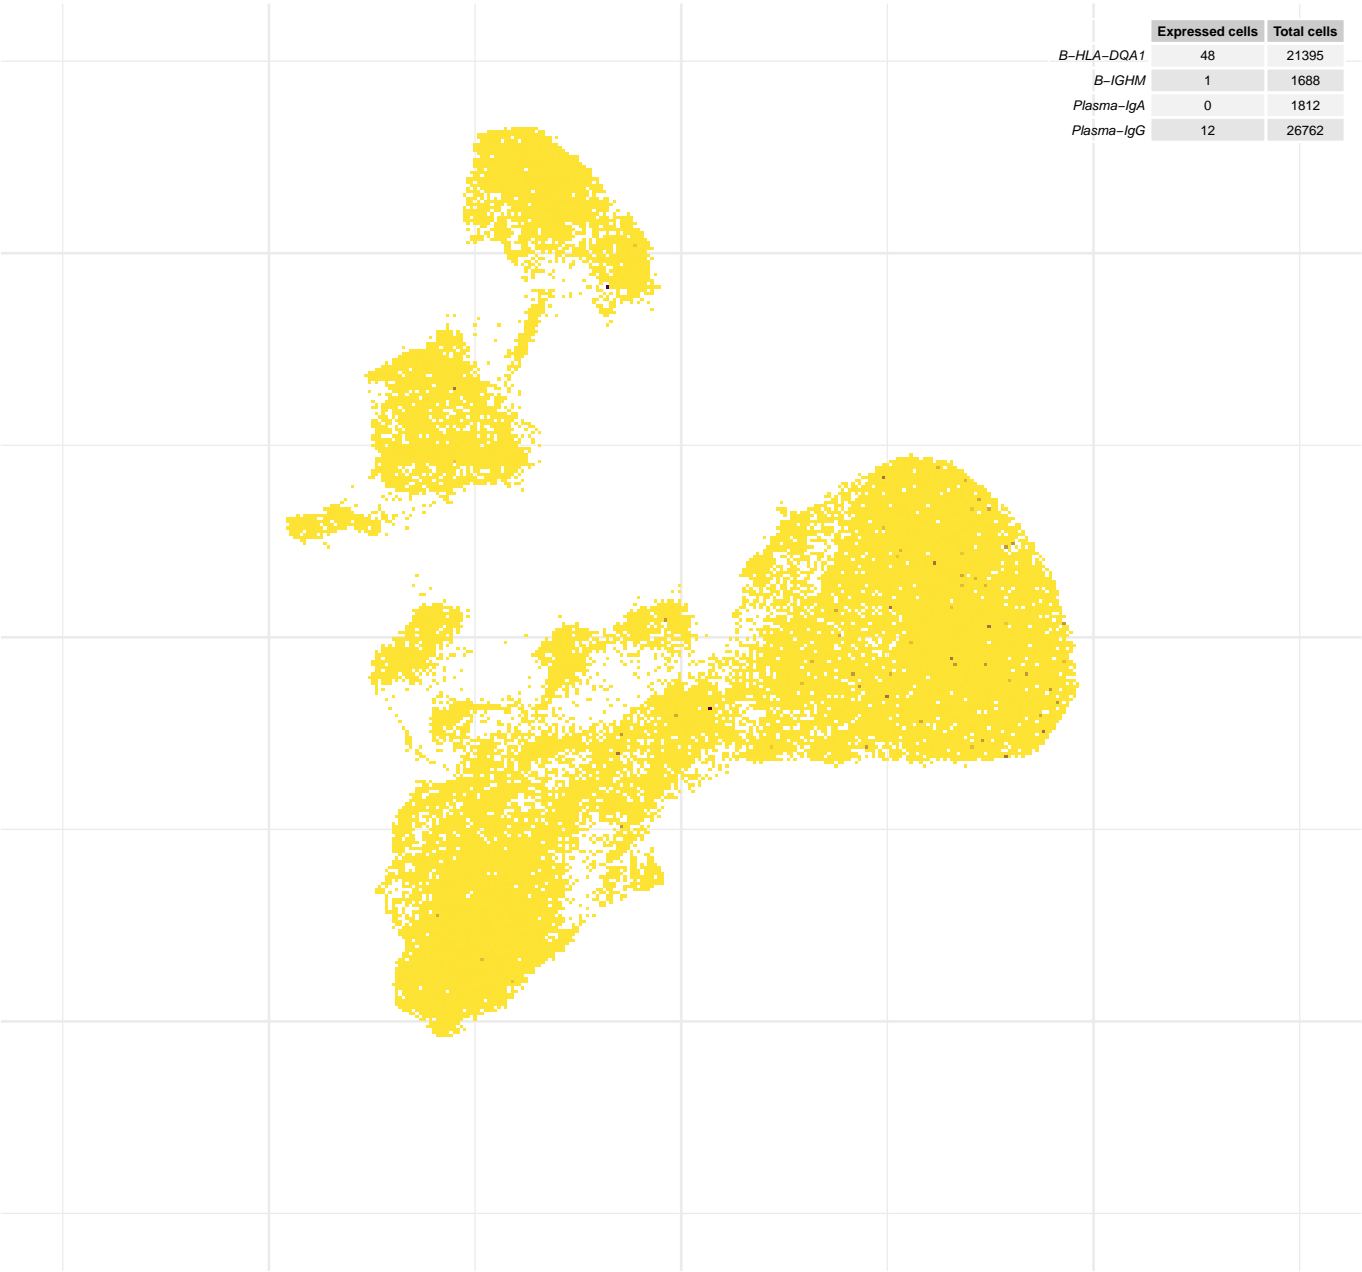 Expressed cells Total cells
B−HLA−DQA1 48 21395
B−IGHM 1 1688
Plasma−IgA 0 1812
Plasma−IgG 12 26762